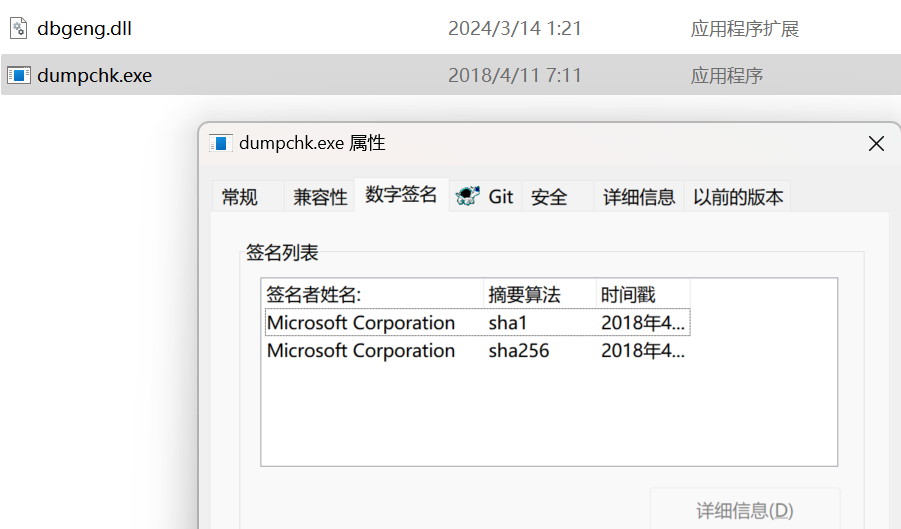 dbgeng.dll 2024/3/14 1:21 应用程序扩展
dumpchk.exe 2018/4/11 7:11 应用程序
dumpchk.exe 属性
常规 兼容性 数字签名 Git 安全 详细信息 以前的版本
签名列表
签名者姓名: 摘要算法 时间戳
Microsoft Corporation sha1 2018年4...
Microsoft Corporation sha256 2018年4...
详细信息(D)